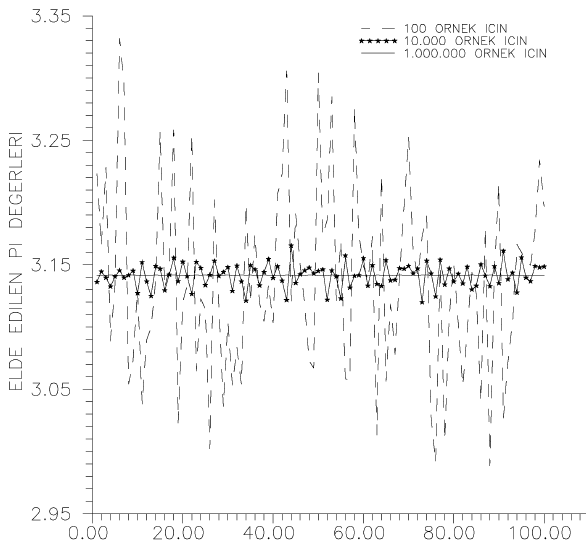 3.35
100 ORNEK ICIN
10.000 ORNEK ICIN
1.000.000 ORNEK ICIN
3.25
3.15
3.05
2.95
ELDE EDILEN PI DEGERLERI
0.00 20.00 40.00 60.00 80.00 100.00